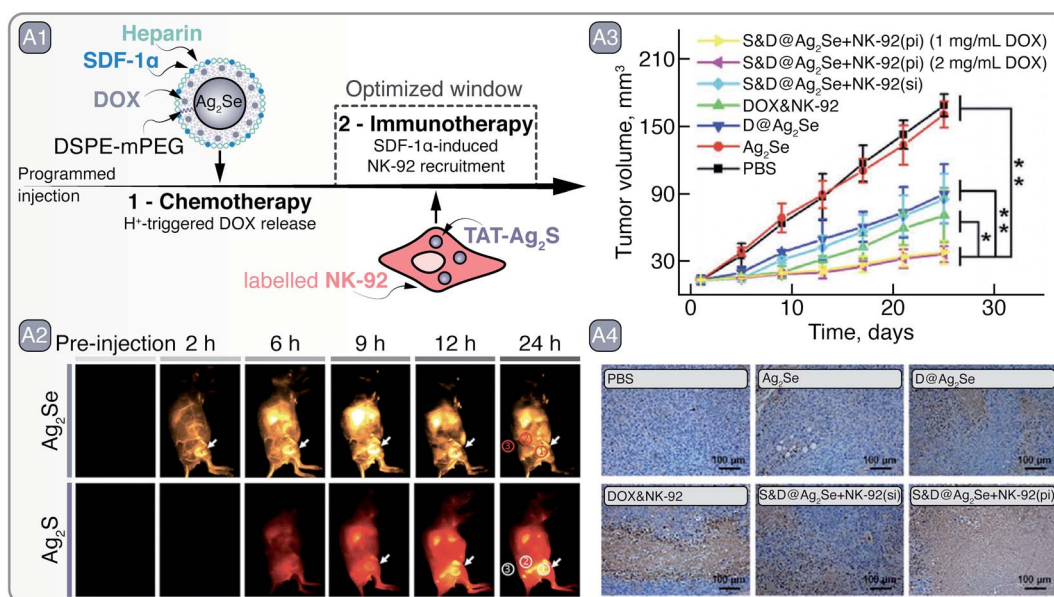 A1
Heparin
SDF-1α
DOX
Ag₂Se
DSPE-mPEG
Optimized window
2 - Immunotherapy
SDF-1α-induced
NK-92 recruitment
Programmed
injection
1 - Chemotherapy
H⁺-triggered DOX release
TAT-Ag₂S
labelled NK-92
A2
Pre-injection 2 h 6 h 9 h 12 h 24 h
Ag₂Se
Ag₂S
A3
Tumor volume, mm³
210
150
90
30
S&D@Ag₂Se+NK-92(pi) (1 mg/mL DOX)
S&D@Ag₂Se+NK-92(pi) (2 mg/mL DOX)
S&D@Ag₂Se+NK-92(si)
DOX&NK-92
D@Ag₂Se
Ag₂Se
PBS
**
**
*
0 10 20 30
Time, days
A4
PBS Ag₂Se D@Ag₂Se
100 μm 100 μm 100 μm
DOX&NK-92 S&D@Ag₂Se+NK-92(si) S&D@Ag₂Se+NK-92(pi)
100 μm 100 μm 100 μm